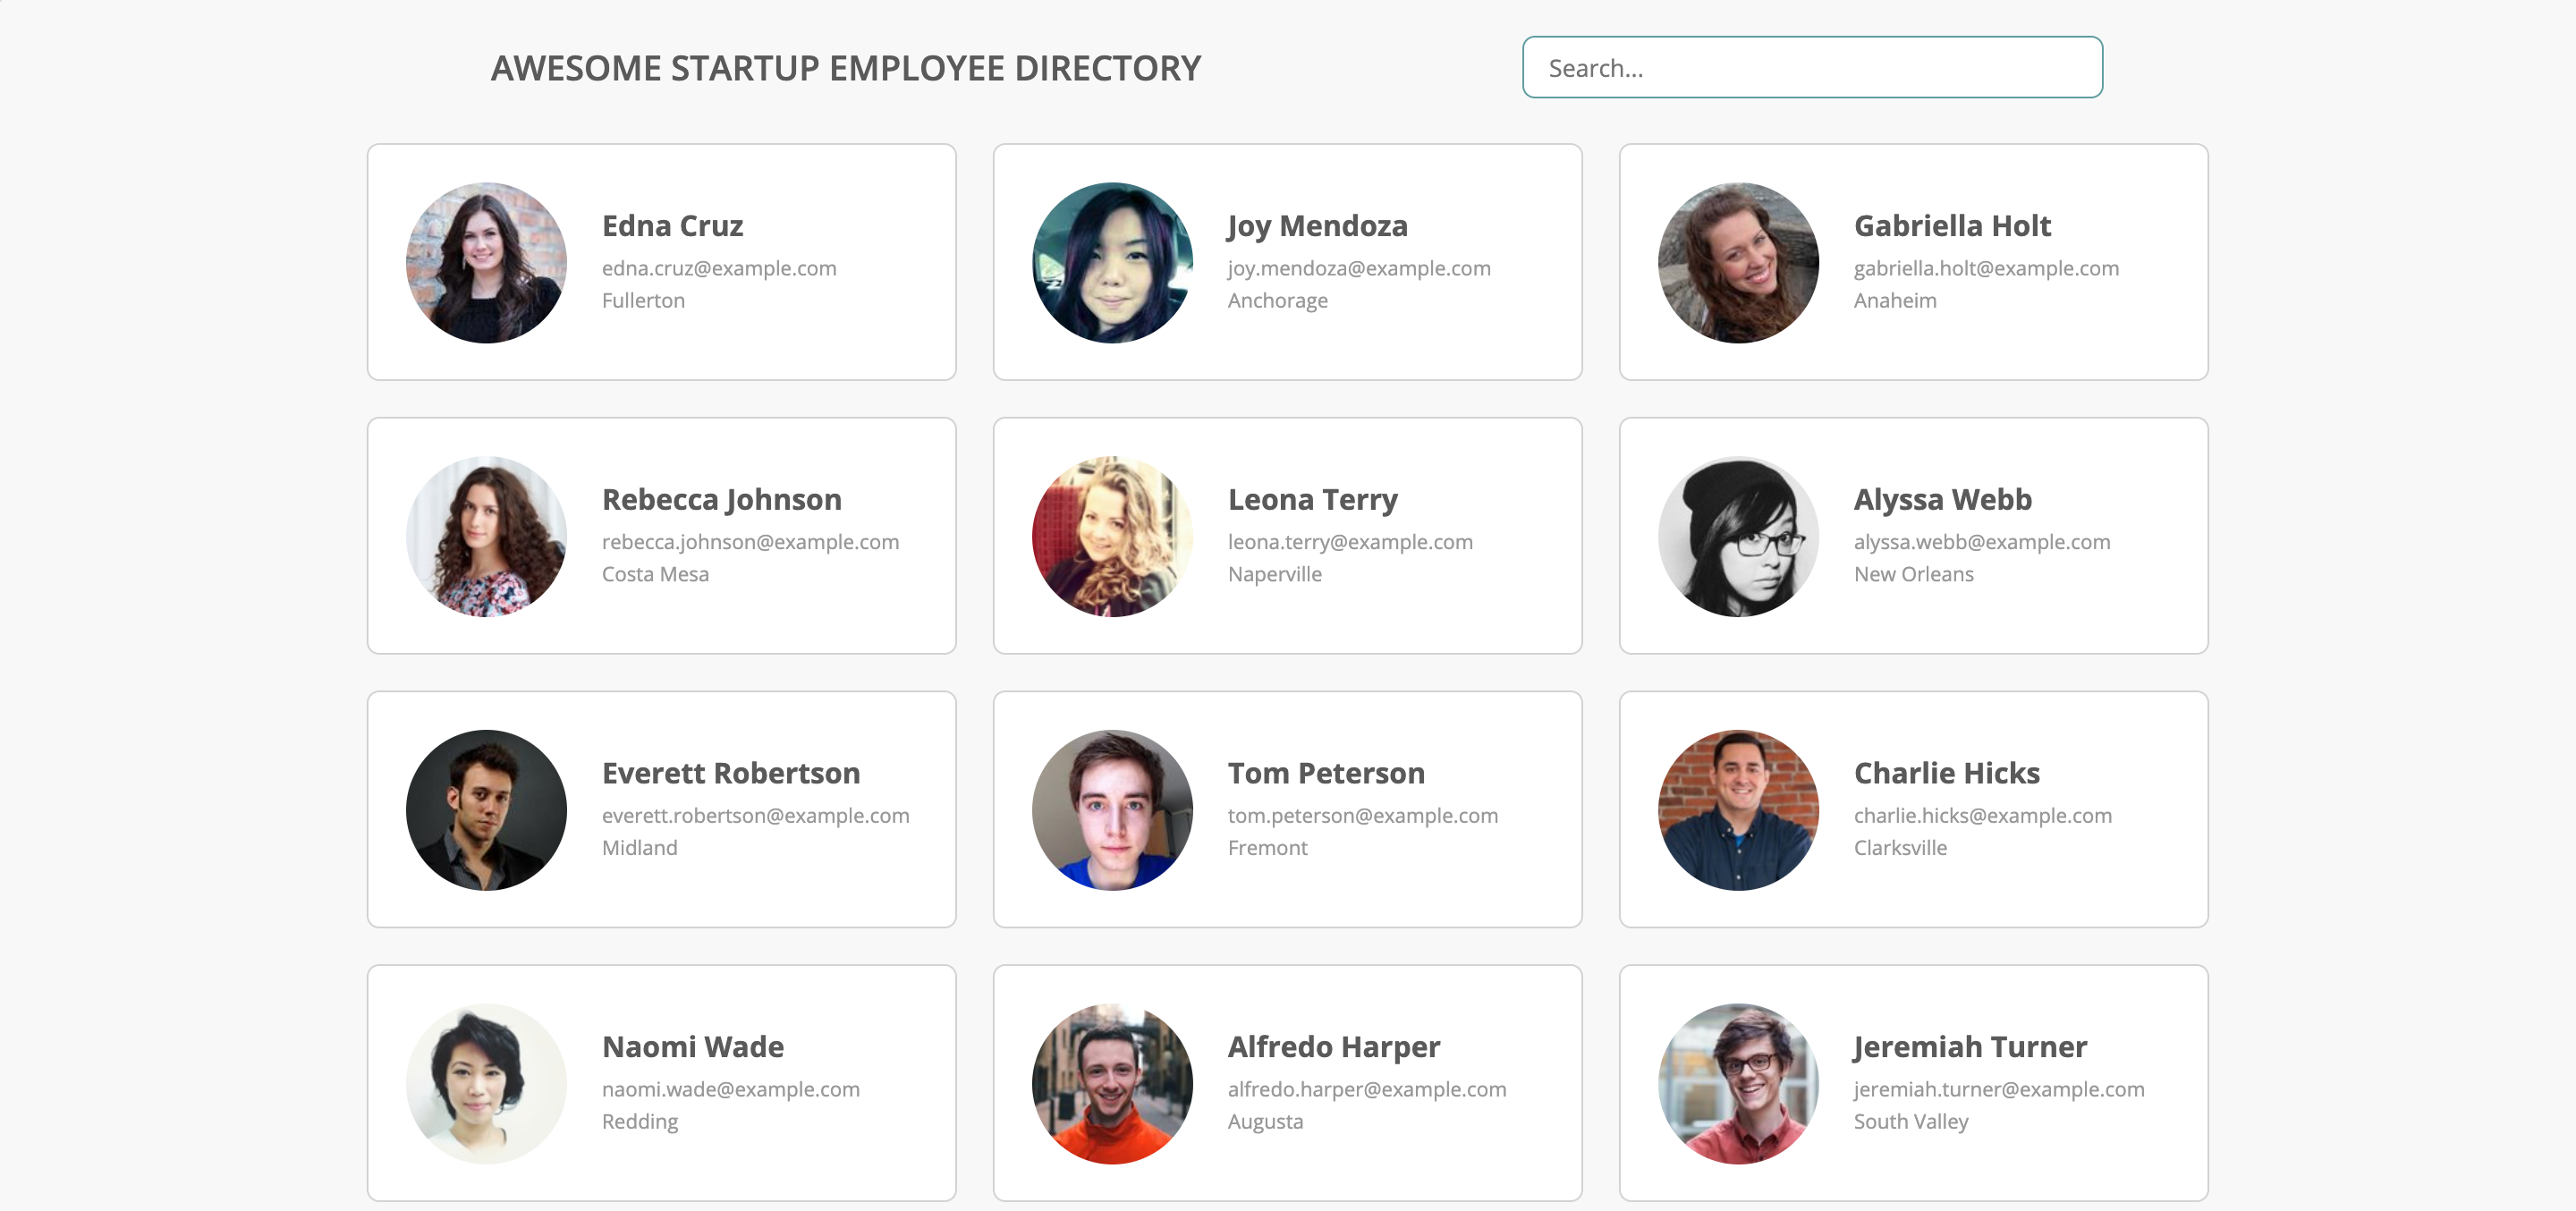 AWESOME STARTUP EMPLOYEE DIRECTORY
Search...
Edna Cruz
edna.cruz@example.com
Fullerton
Joy Mendoza
joy.mendoza@example.com
Anchorage
Gabriella Holt
gabriella.holt@example.com
Anaheim
Rebecca Johnson
rebecca.johnson@example.com
Costa Mesa
Leona Terry
leona.terry@example.com
Naperville
Alyssa Webb
alyssa.webb@example.com
New Orleans
Everett Robertson
everett.robertson@example.com
Midland
Tom Peterson
tom.peterson@example.com
Fremont
Charlie Hicks
charlie.hicks@example.com
Clarksville
Naomi Wade
naomi.wade@example.com
Redding
Alfredo Harper
alfredo.harper@example.com
Augusta
Jeremiah Turner
jeremiah.turner@example.com
South Valley